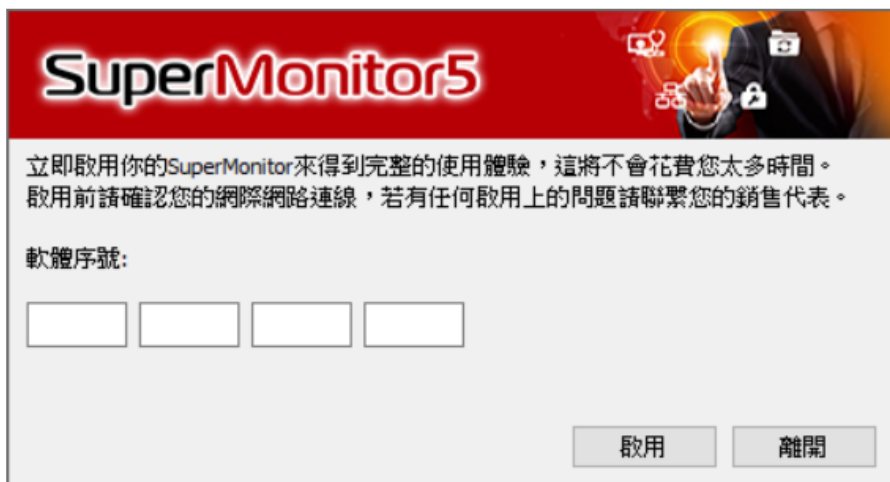 SuperMonitor5
立即啟用你的SuperMonitor來得到完整的使用體驗，這將不會花費您太多時間。
啟用前請確認您的網際網路連線，若有任何啟用上的問題請聯繫您的銷售代表。
軟體序號:
啟用
離開